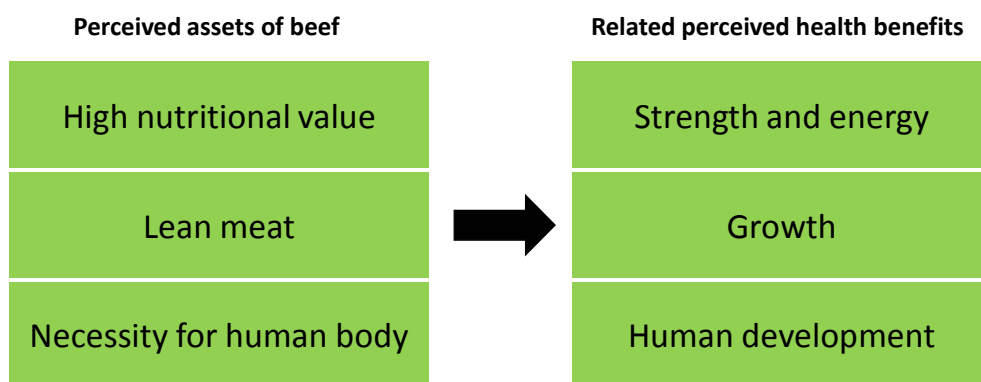 Perceived assets of beef
Related perceived health benefits
High nutritional value
Strength and energy
Lean meat
Growth
Necessity for human body
Human development